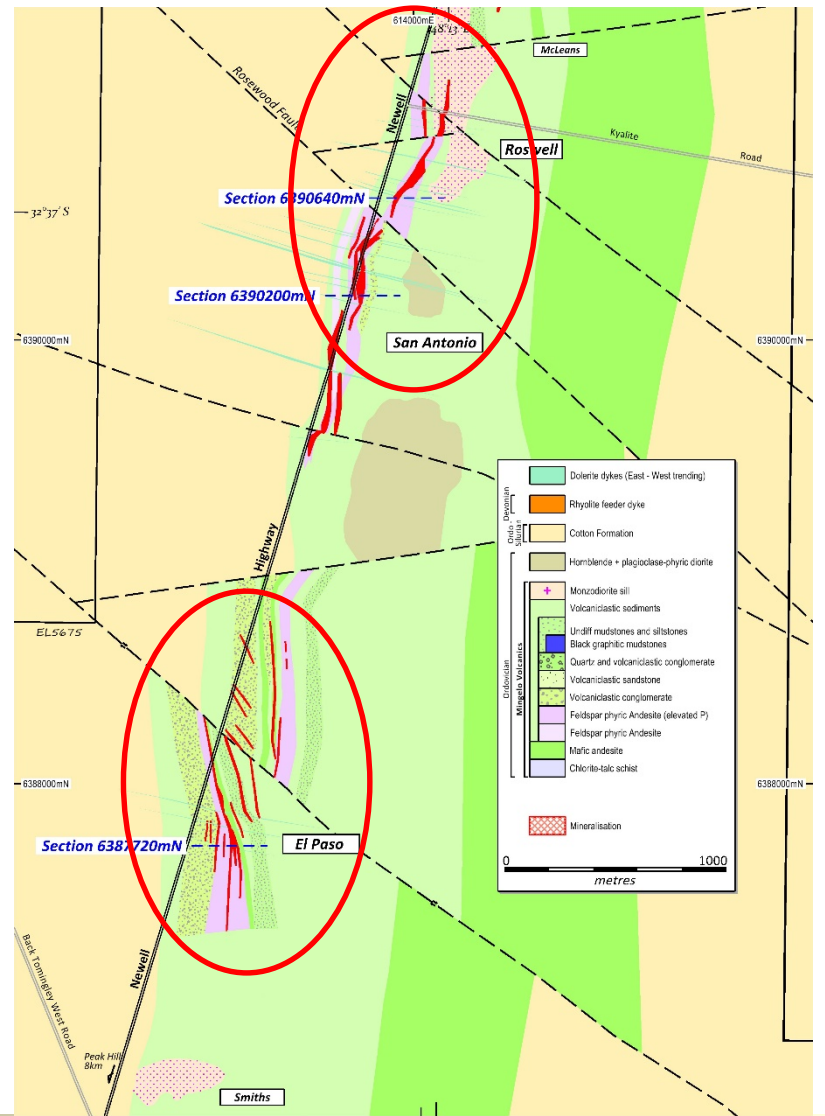 614000mE
48°13' E
McLeans
Rosewood Fault
Newell
Kyalite
Road
Roswell
Section 6390640mN
32°37' S
Section 6390200mN
San Antonio
6390000mN
6390000mN
Highway
EL5675
6388000mN
6388000mN
Section 6387720mN
El Paso
Newell
Back Tomingley West Road
Peak Hill
8km
Smiths
Dolerite dykes (East - West trending)
Devonian
Rhyolite feeder dyke
Ordo -
Silurian
Cotton Formation
Hornblende + plagioclase-phyric diorite
Ordovician
Mingelo Volcanics
Monzodiorite sill
Volcaniclastic sediments
Undiff mudstones and siltstones
Black graphitic mudstones
Quartz and volcaniclastic conglomerate
Volcaniclastic sandstone
Volcaniclastic conglomerate
Feldspar phyric Andesite (elevated P)
Feldspar phyric Andesite
Mafic andesite
Chlorite-talc schist
Mineralisation
0 1000
metres